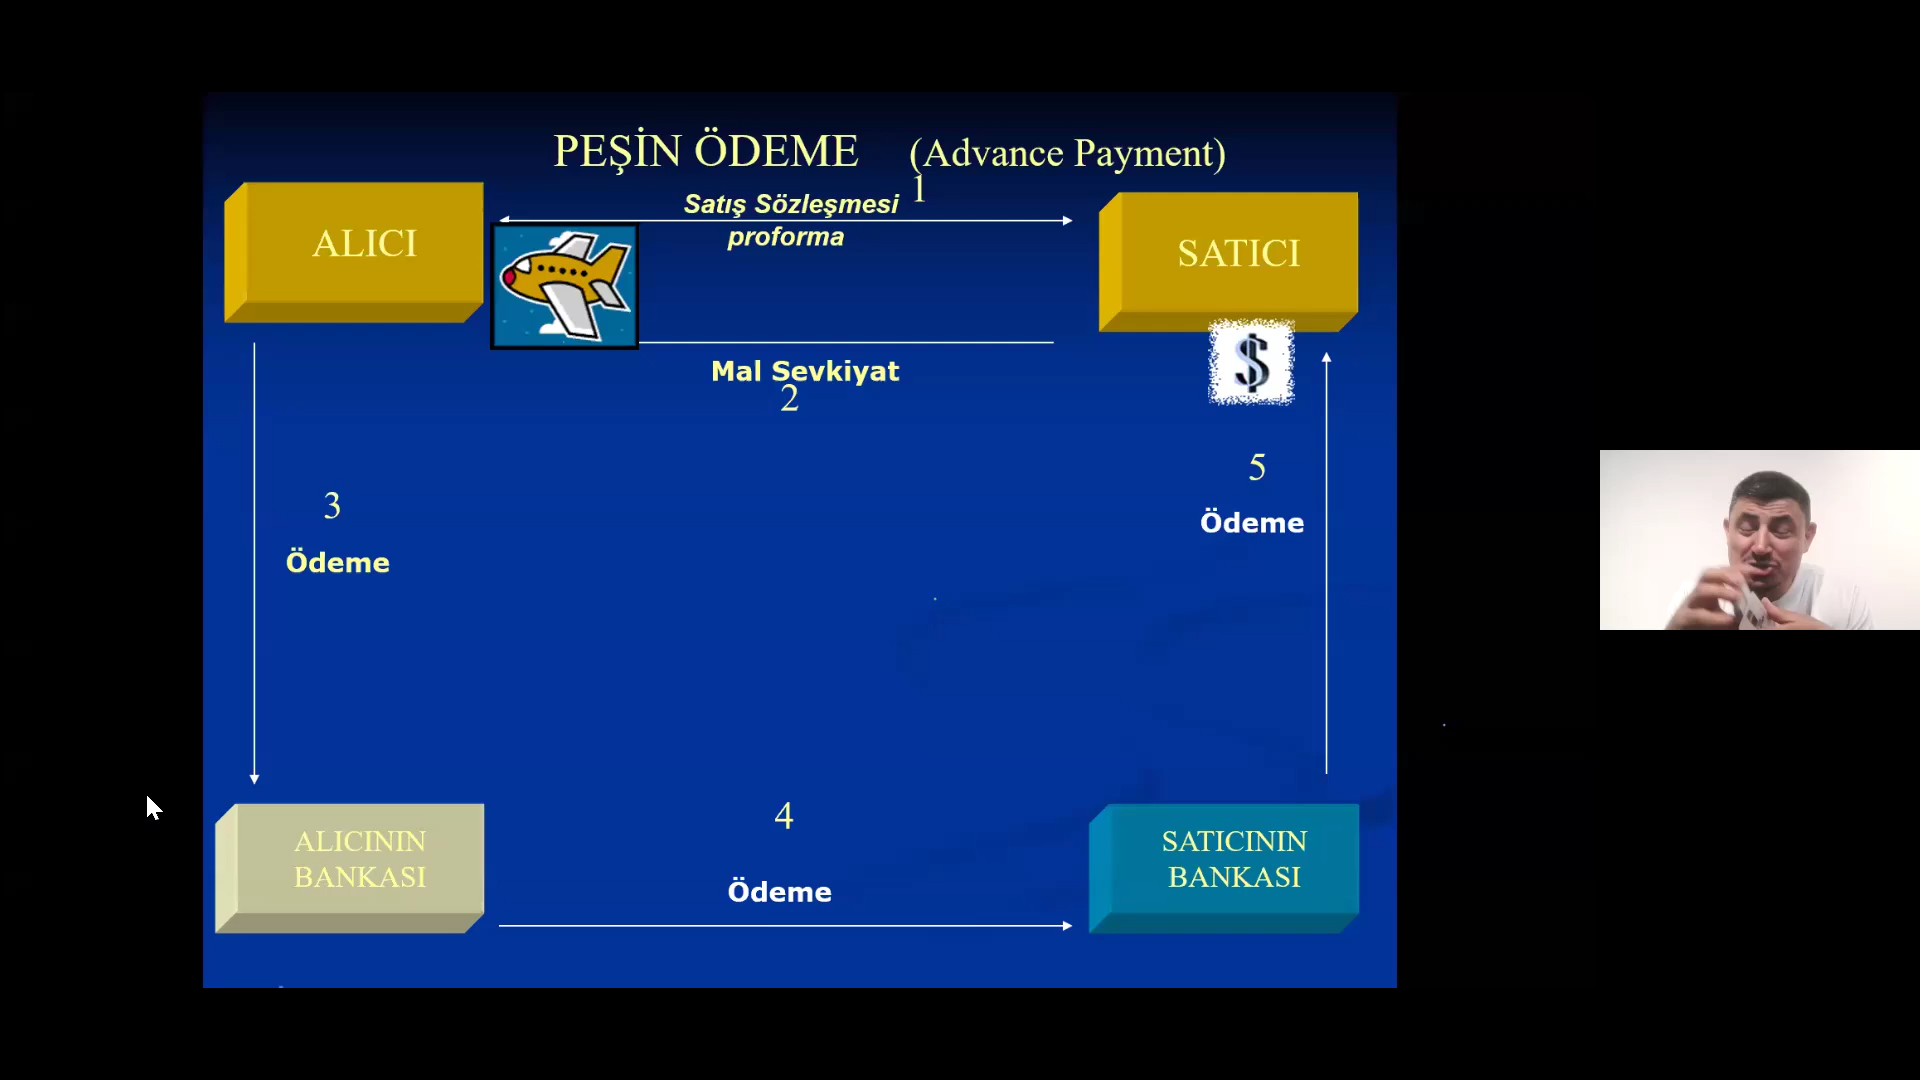 PEŞİN ÖDEME (Advance Payment)
1
Satış Sözleşmesi
proforma
ALICI
SATICI
$
Mal Sevkiyat
2
3
Ödeme
5
Ödeme
4
Ödeme
ALICININ
BANKASI
SATICININ
BANKASI